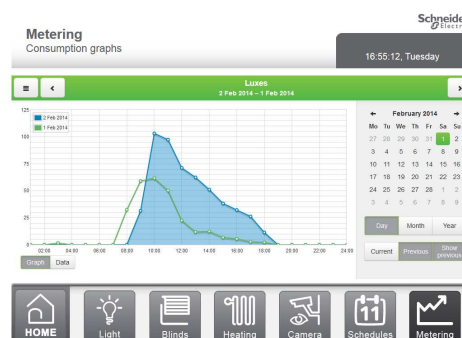 Metering
Consumption graphs
Schneide
Electr
16:55:12, Tuesday
Luxes
2 Feb 2014 – 1 Feb 2014
125
100
75
50
25
0
2 Feb 2014
1 Feb 2014
02:00 04:00 06:00 08:00 10:00 12:00 14:00 16:00 18:00 20:00 22:00 24:00
Graph Data
February 2014
Mo Tu We Th Fr Sa Su
27 28 29 30 31 1 2
3 4 5 6 7 8 9
10 11 12 13 14 15 16
17 18 19 20 21 22 23
24 25 26 27 28 1 2
3 4 5 6 7 8 9
Day Month Year
Current Previous Show previous
11
HOME Light Blinds Heating Camera Schedules Metering